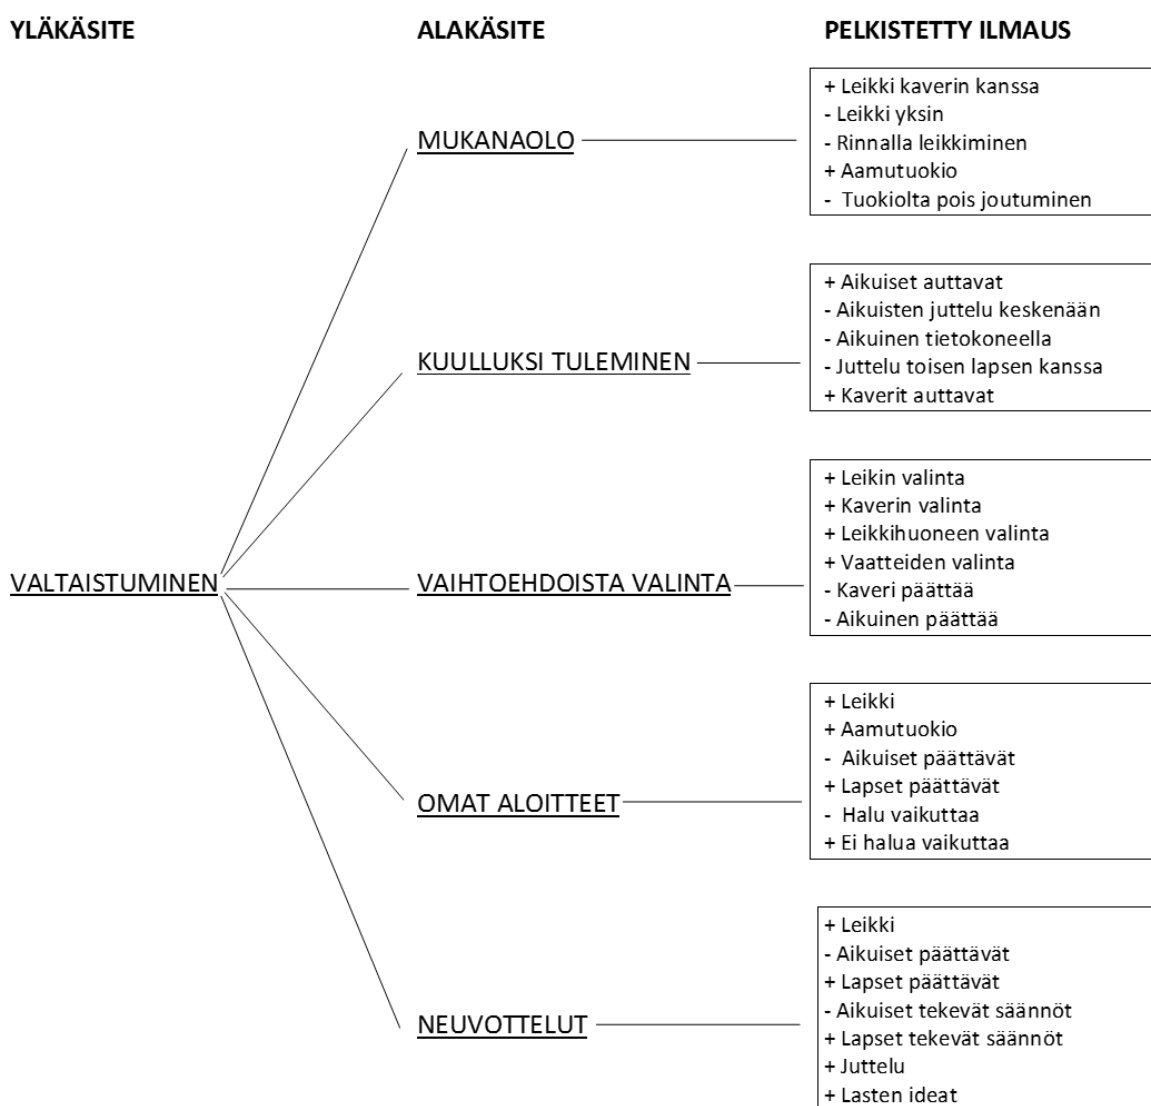 YLÄKÄSITE ALAKÄSITE PELKISTETTY ILMAUS
+ Leikki kaverin kanssa
- Leikki yksin
- Rinnalla leikkiminen
+ Aamutuokio
- Tuokiolta pois joutuminen
MUKANAOLO
+ Aikuiset auttavat
- Aikuisten juttelu keskenään
- Aikuinen tietokoneella
- Juttelu toisen lapsen kanssa
+ Kaverit auttavat
KUULLUKSI TULEMINEN
+ Leikin valinta
+ Kaverin valinta
+ Leikkihuoneen valinta
+ Vaatteiden valinta
- Kaveri päättää
- Aikuinen päättää
VALTAISTUMINEN
VAIHTOEHDOISTA VALINTA
+ Leikki
+ Aamutuokio
- Aikuiset päättävät
+ Lapset päättävät
- Halu vaikuttaa
+ Ei halua vaikuttaa
OMAT ALOITTEET
+ Leikki
- Aikuiset päättävät
+ Lapset päättävät
- Aikuiset tekevät säännöt
+ Lapset tekevät säännöt
+ Juttelu
+ Lasten ideat
NEUVOTTELUT